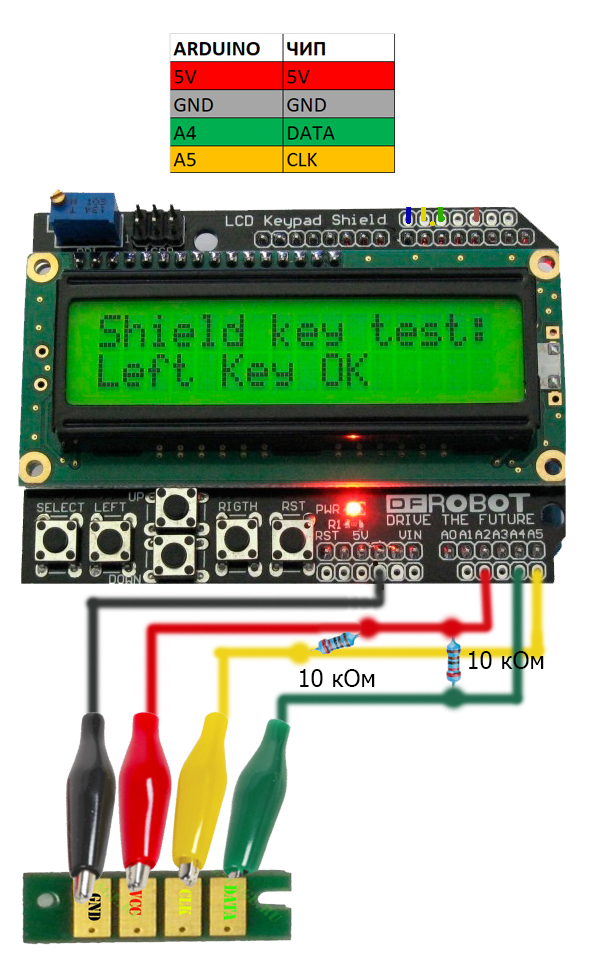 ARDUINO ЧИП
5V 5V
GND GND
A4 DATA
A5 CLK
LCD Keypad Shield
Shield key test:
Left Key OK
UP
SELECT LEFT RIGTH RST
DOWN
PWR
R1
DFROBOT
DRIVE THE FUTURE
RST 5V VIN A0 A1 A2 A3 A4 A5
10 кОм
10 кОм
GND VCC CLK DATA